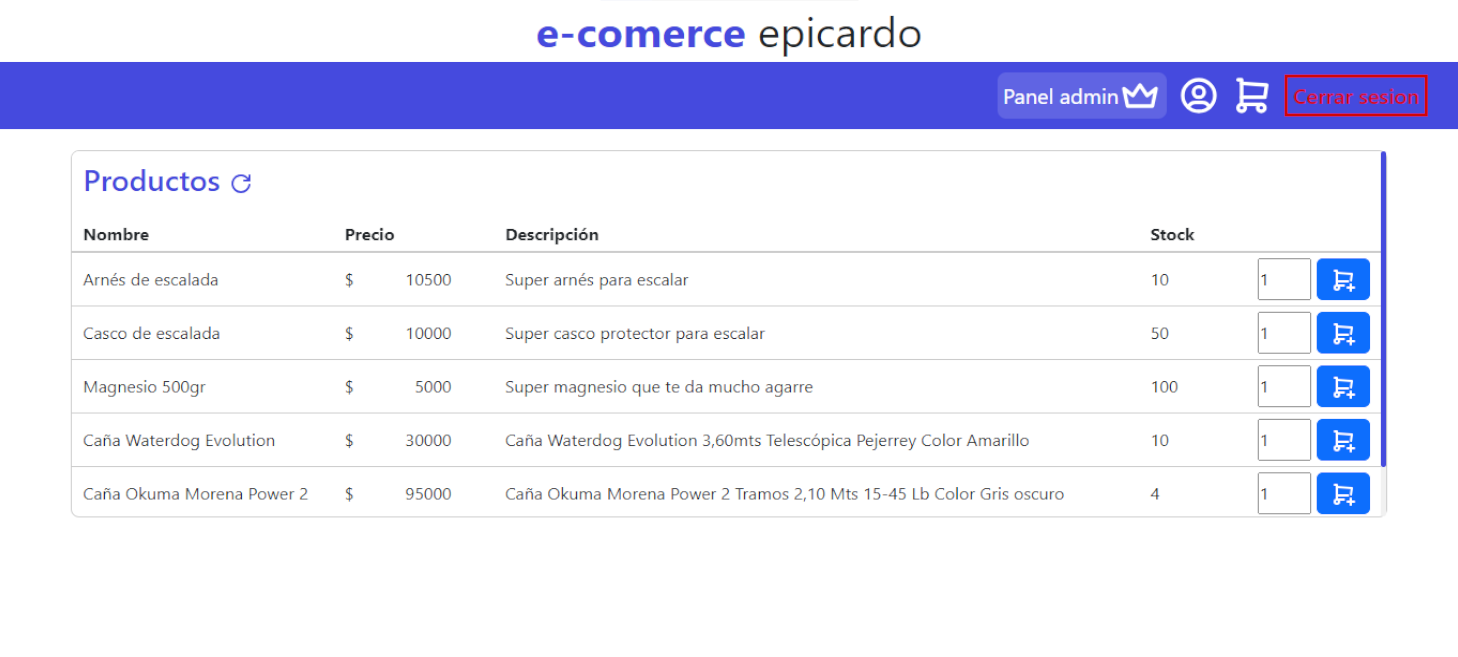 e-comerce epicardo
Panel admin Cerrar sesion
Productos
Nombre Precio Descripción Stock
Arnés de escalada $ 10500 Super arnés para escalar 10 1
Casco de escalada $ 10000 Super casco protector para escalar 50 1
Magnesio 500gr $ 5000 Super magnesio que te da mucho agarre 100 1
Caña Waterdog Evolution $ 30000 Caña Waterdog Evolution 3,60mts Telescópica Pejerrey Color Amarillo 10 1
Caña Okuma Morena Power 2 $ 95000 Caña Okuma Morena Power 2 Tramos 2,10 Mts 15-45 Lb Color Gris oscuro 4 1